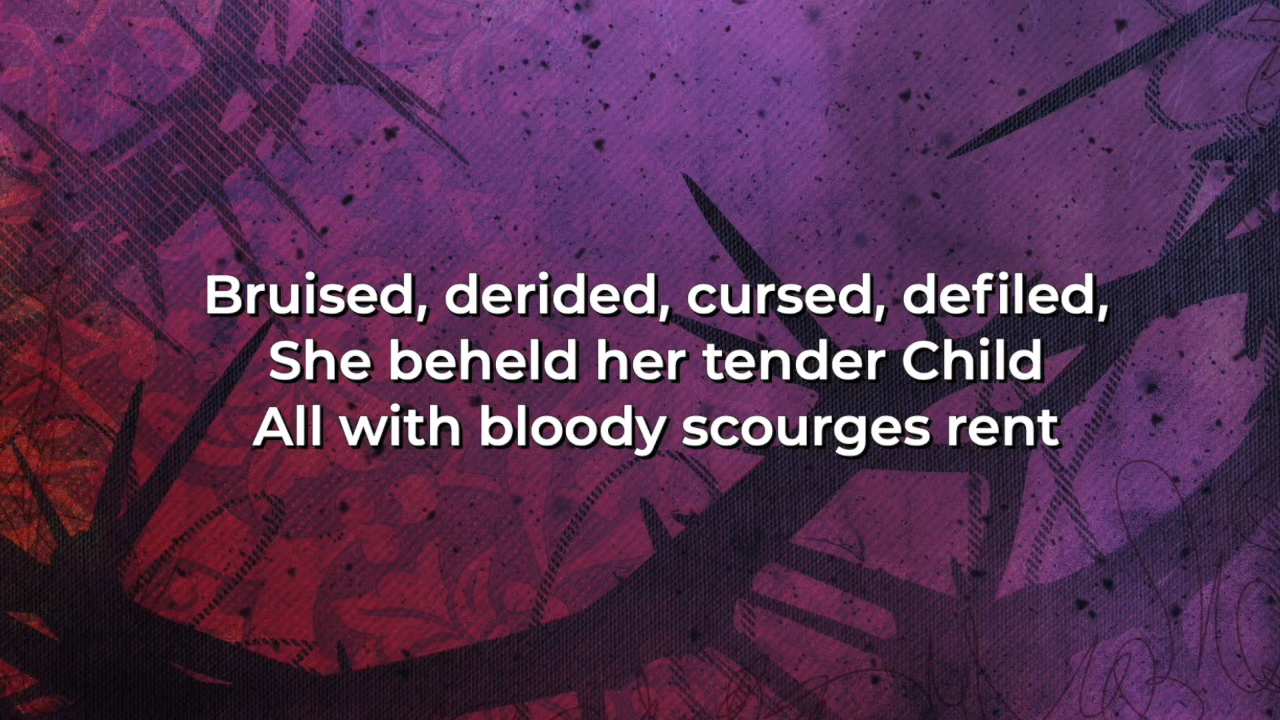 Bruised, derided, cursed, defiled,
She beheld her tender Child
All with bloody scourges rent